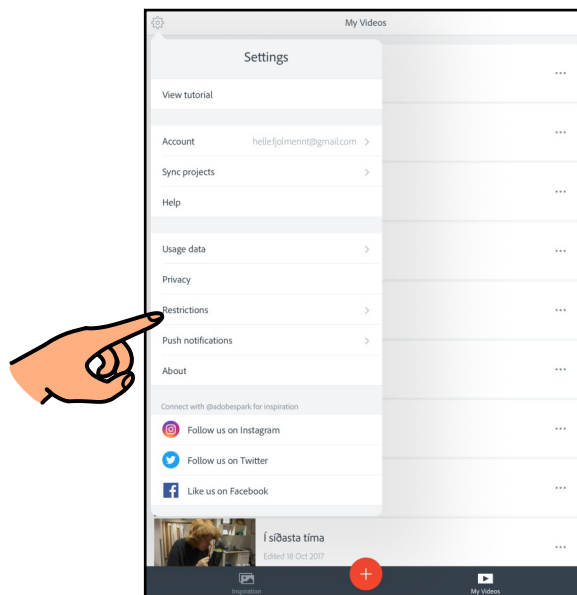 My Videos
Settings
View tutorial
Account helle.fjolmennt@gmail.com
Sync projects
Help
Usage data
Privacy
Restrictions
Push notifications
About
Connect with @adobespark for inspiration
Follow us on Instagram
Follow us on Twitter
Like us on Facebook
Í síðasta tíma
Edited 18 Oct 2017
Inspiration My Videos